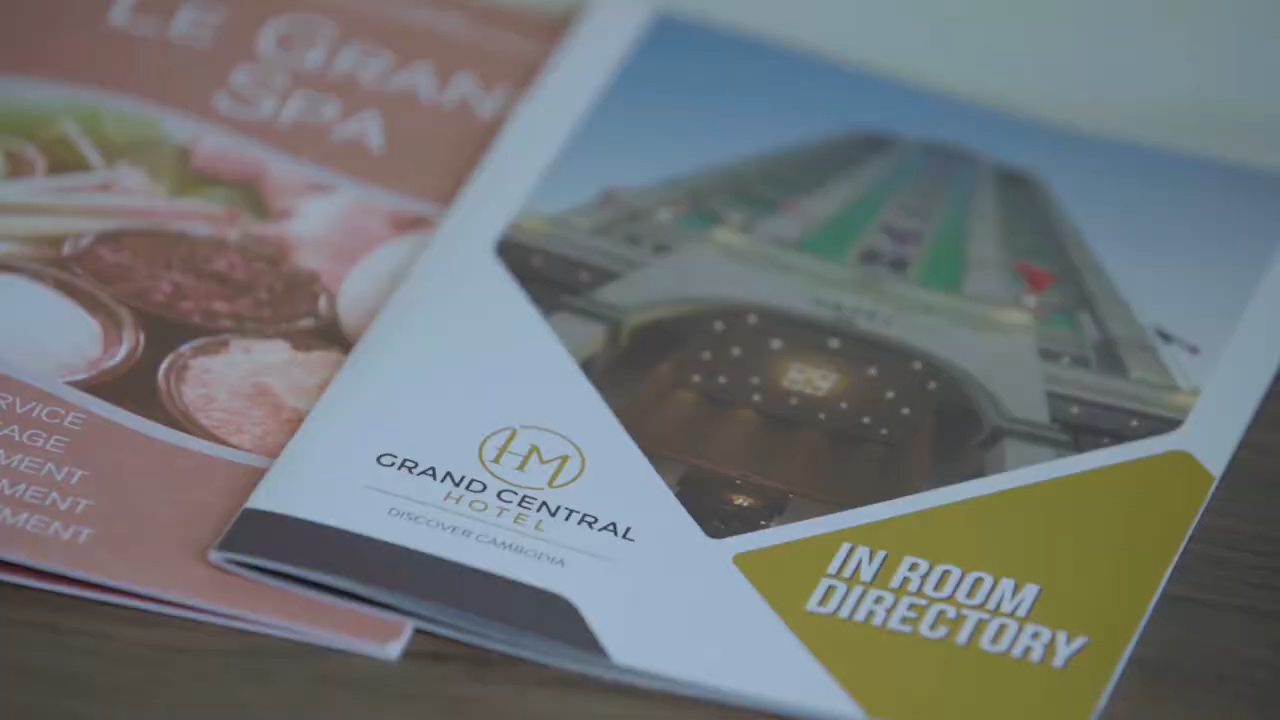 LE GRAN
SPA
RVICE
AGE
MENT
MENT
MENT
HM
GRAND CENTRAL
HOTEL
DISCOVER CAMBODIA
IN ROOM
DIRECTORY